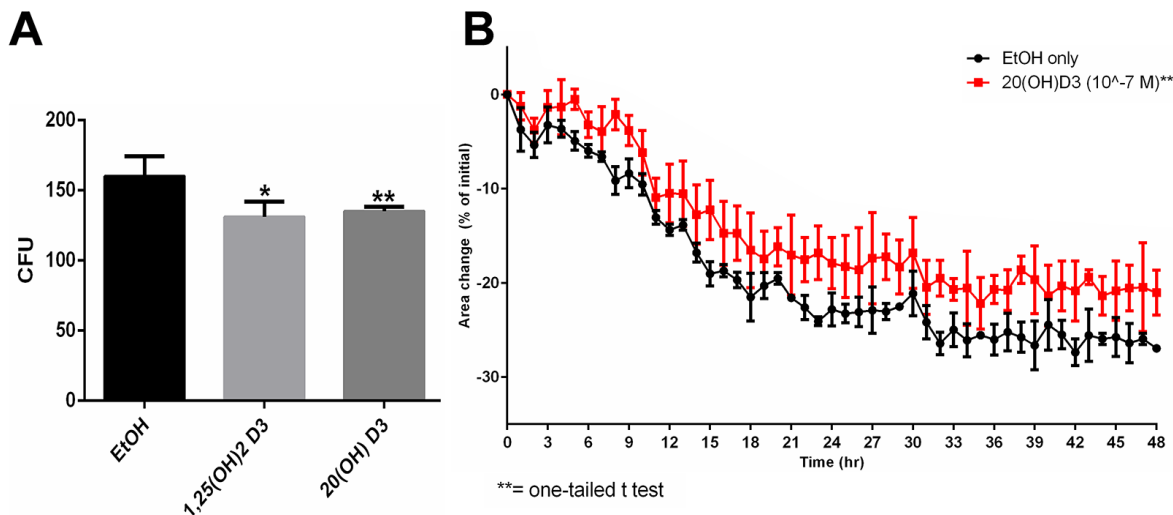 A
200
150
100
50
0
CFU
*
**
EtOH
1,25(OH)2 D3
20(OH) D3
B
EtOH only
20(OH)D3 (10^-7 M)**
0
-10
-20
-30
Area change (% of initial)
0 3 6 9 12 15 18 21 24 27 30 33 36 39 42 45 48
Time (hr)
**= one-tailed t test